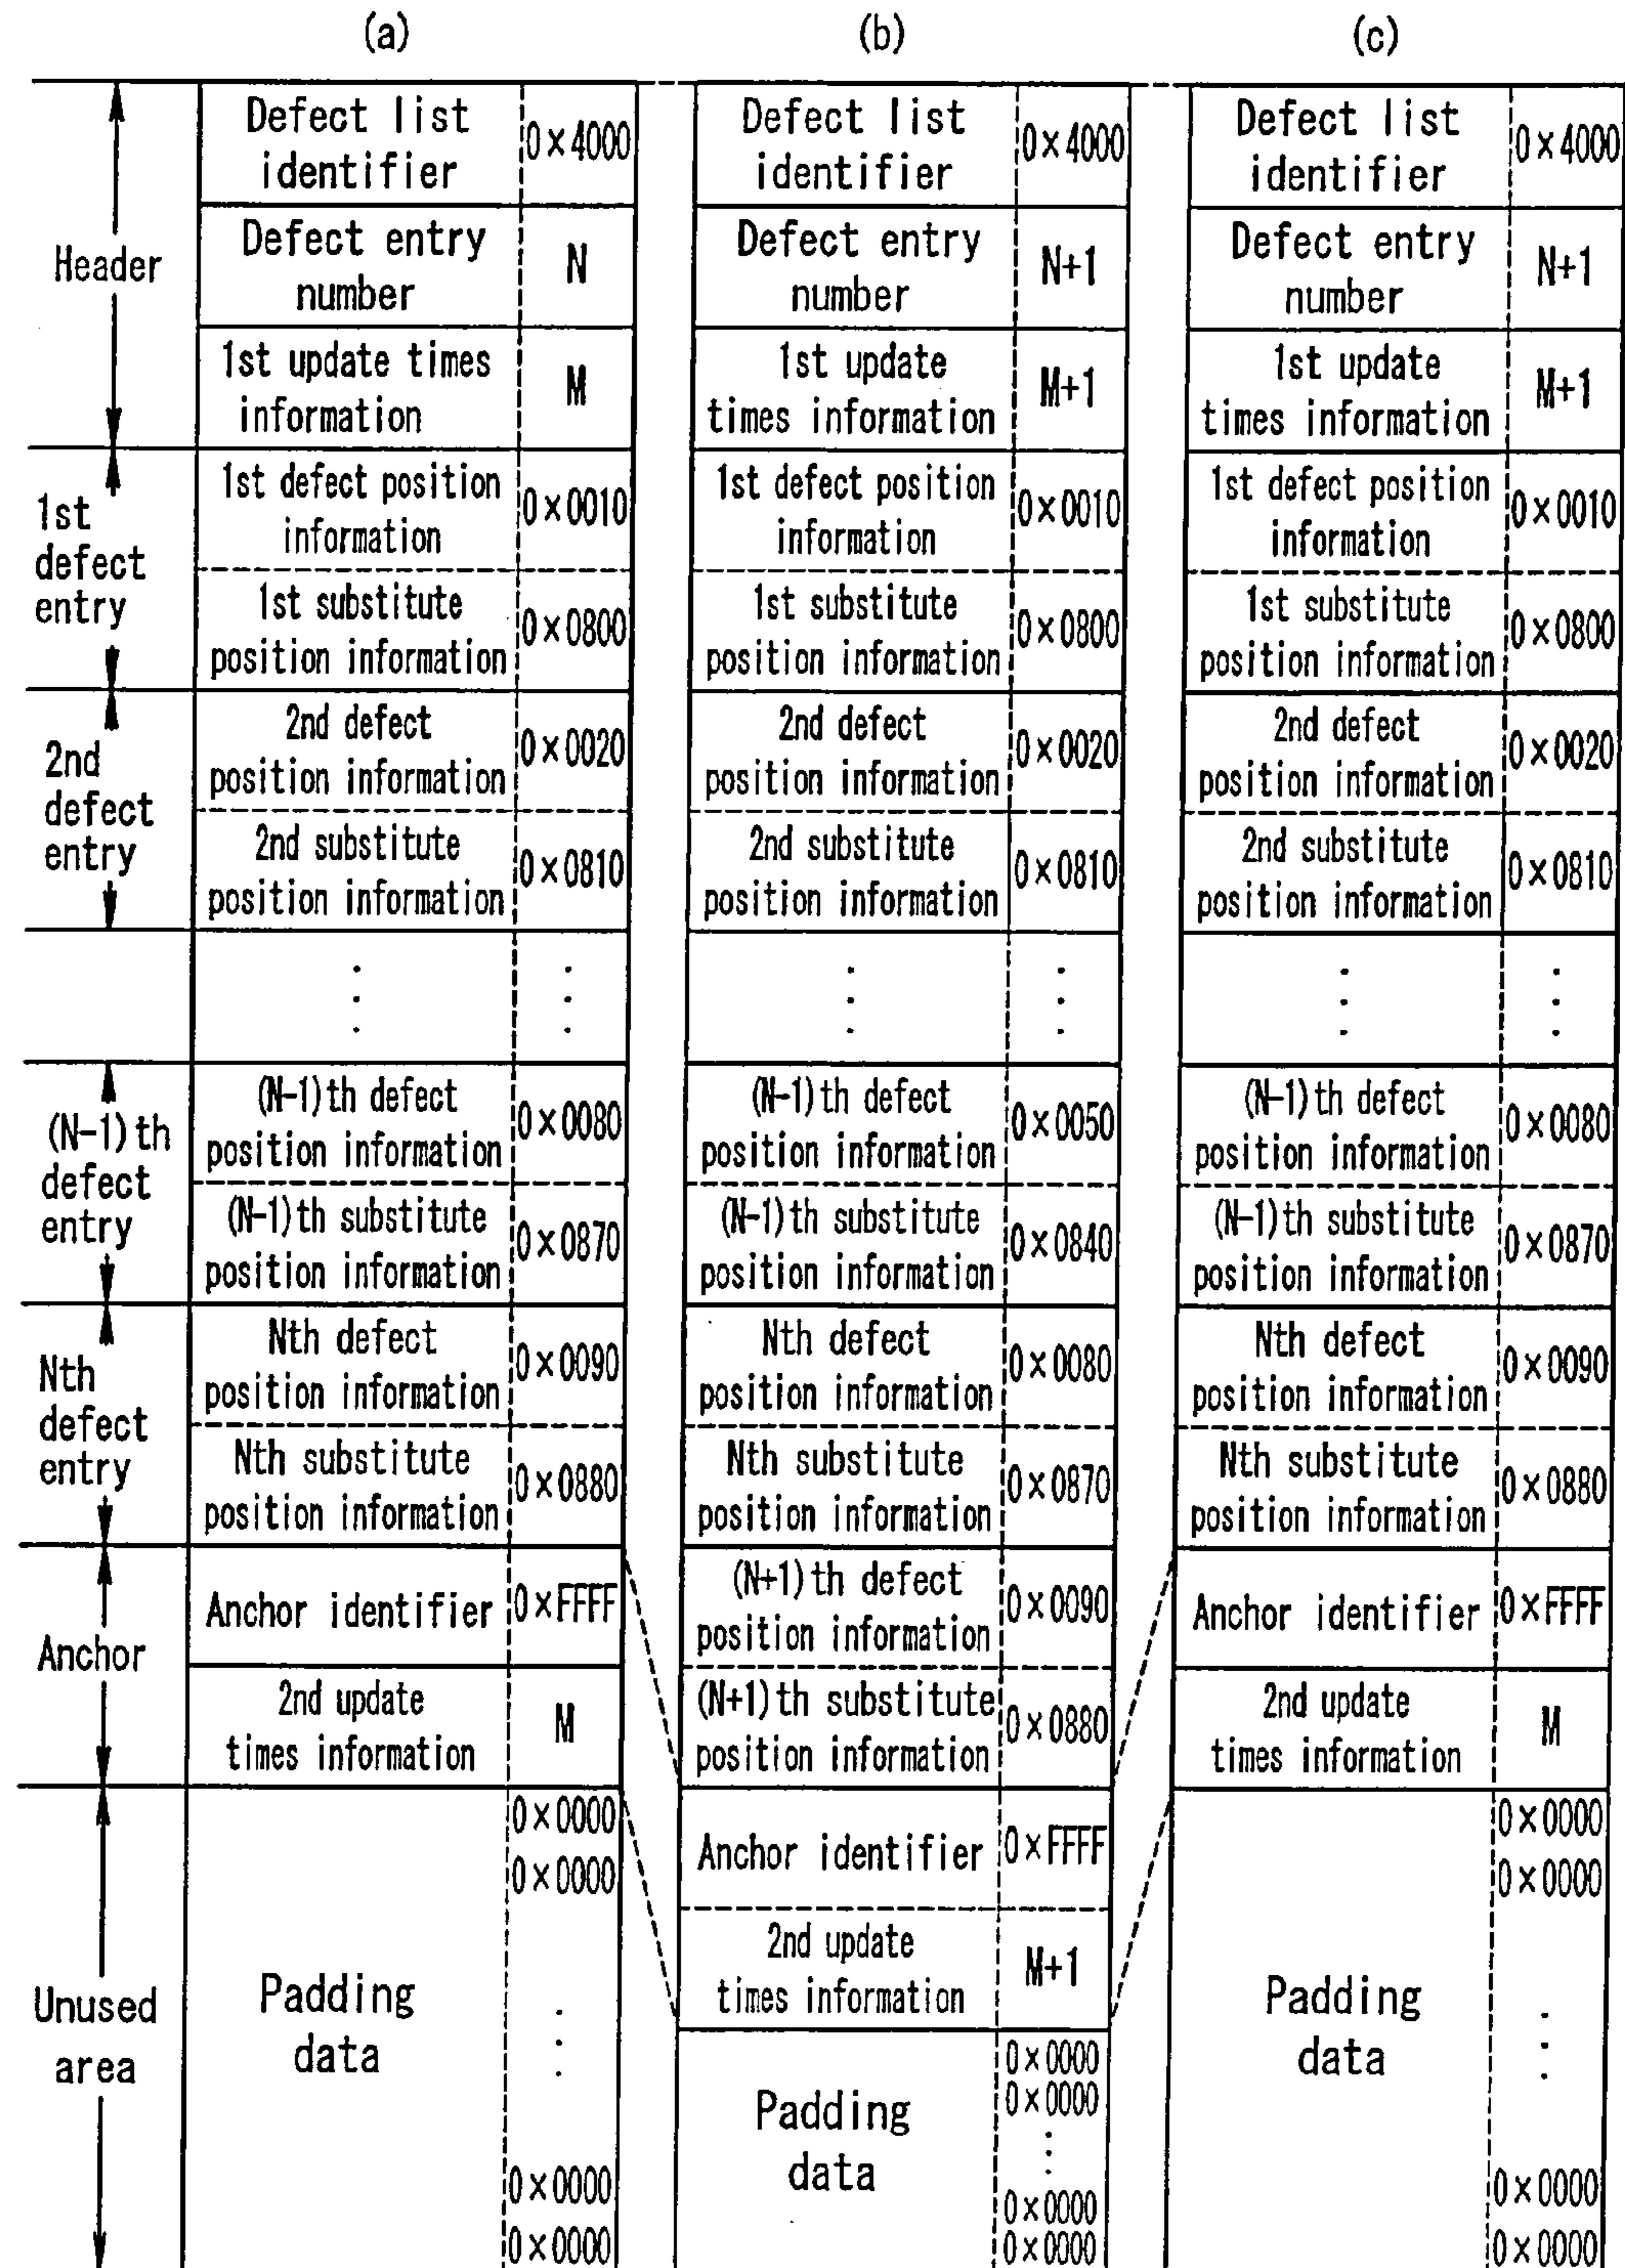 (a) (b) (c)
Header
Defect list
identifier
0×4000
Defect entry
number
N
1st update times
information
M
1st
defect
entry
1st defect position
information
0×0010
1st substitute
position information
0×0800
2nd
defect
entry
2nd defect
position information
0×0020
2nd substitute
position information
0×0810
(N-1)th
defect
entry
(N-1)th defect
position information
0×0080
(N-1)th substitute
position information
0×0870
Nth
defect
entry
Nth defect
position information
0×0090
Nth substitute
position information
0×0880
Anchor
Anchor identifier
0×FFFF
2nd update
times information
M
Unused
area
Padding
data
0×0000
0×0000
0×0000
0×0000
Defect list
identifier
0×4000
Defect entry
number
N+1
1st update
times information
M+1
1st defect position
information
0×0010
1st substitute
position information
0×0800
2nd defect
position information
0×0020
2nd substitute
position information
0×0810
(N-1)th defect
position information
0×0050
(N-1)th substitute
position information
0×0840
Nth defect
position information
0×0080
Nth substitute
position information
0×0870
(N+1)th defect
position information
0×0090
(N+1)th substitute
position information
0×0880
Anchor identifier
0×FFFF
2nd update
times information
M+1
Padding
data
0×0000
0×0000
0×0000
0×0000
Defect list
identifier
0×4000
Defect entry
number
N+1
1st update
times information
M+1
1st defect position
information
0×0010
1st substitute
position information
0×0800
2nd defect
position information
0×0020
2nd substitute
position information
0×0810
(N-1)th defect
position information
0×0080
(N-1)th substitute
position information
0×0870
Nth defect
position information
0×0090
Nth substitute
position information
0×0880
Anchor identifier
0×FFFF
2nd update
times information
M
Padding
data
0×0000
0×0000
0×0000
0×0000